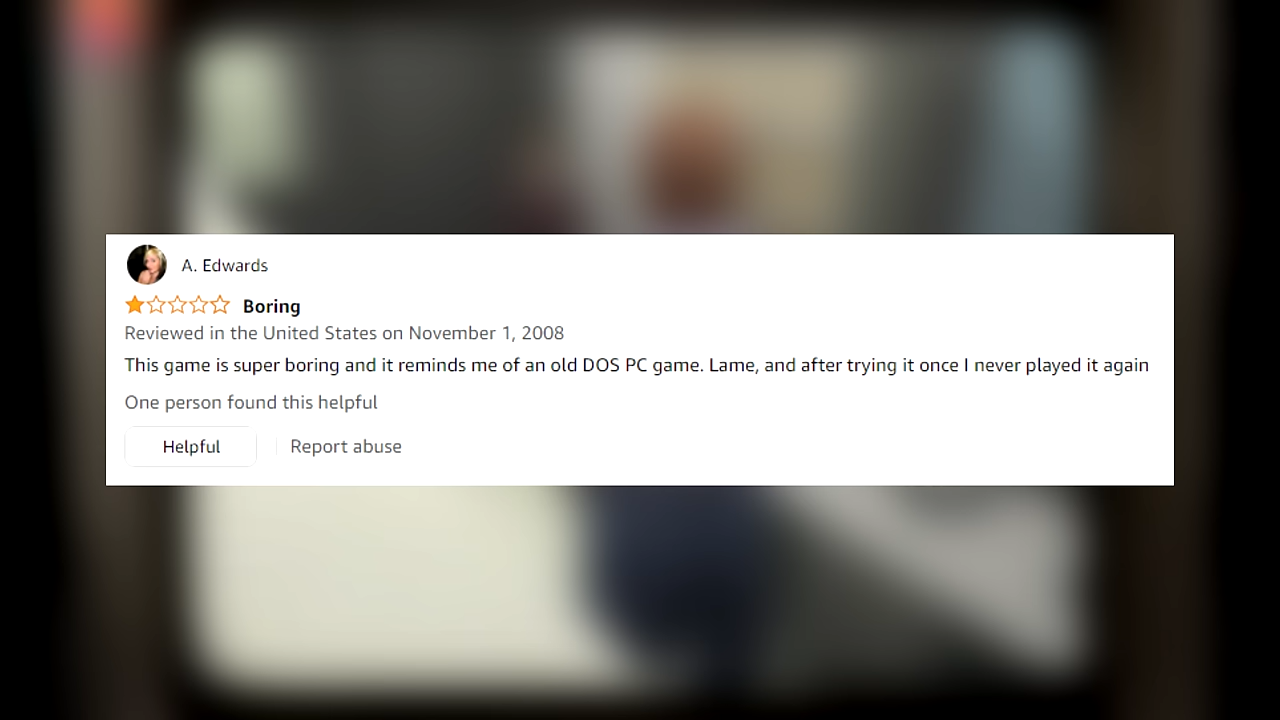 A. Edwards
Boring
Reviewed in the United States on November 1, 2008
This game is super boring and it reminds me of an old DOS PC game. Lame, and after trying it once I never played it again
One person found this helpful
Helpful
Report abuse